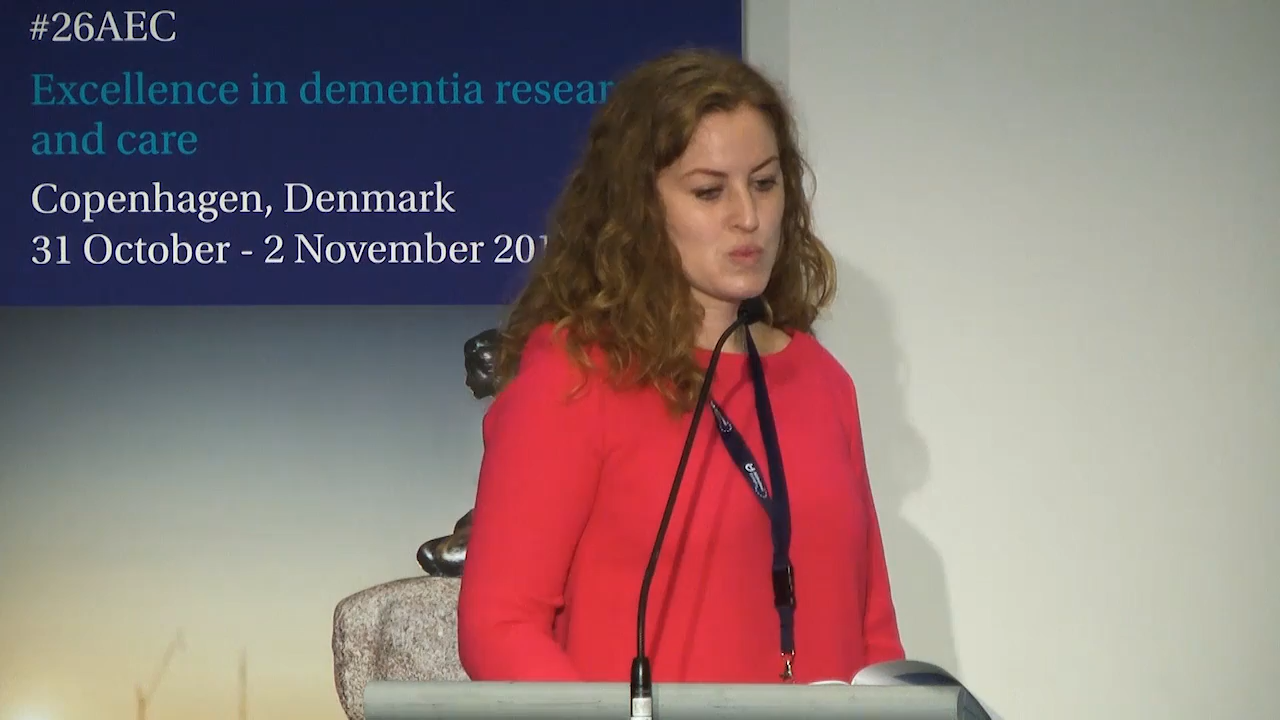 #26AEC
Excellence in dementia resear
and care
Copenhagen, Denmark
31 October - 2 November 20